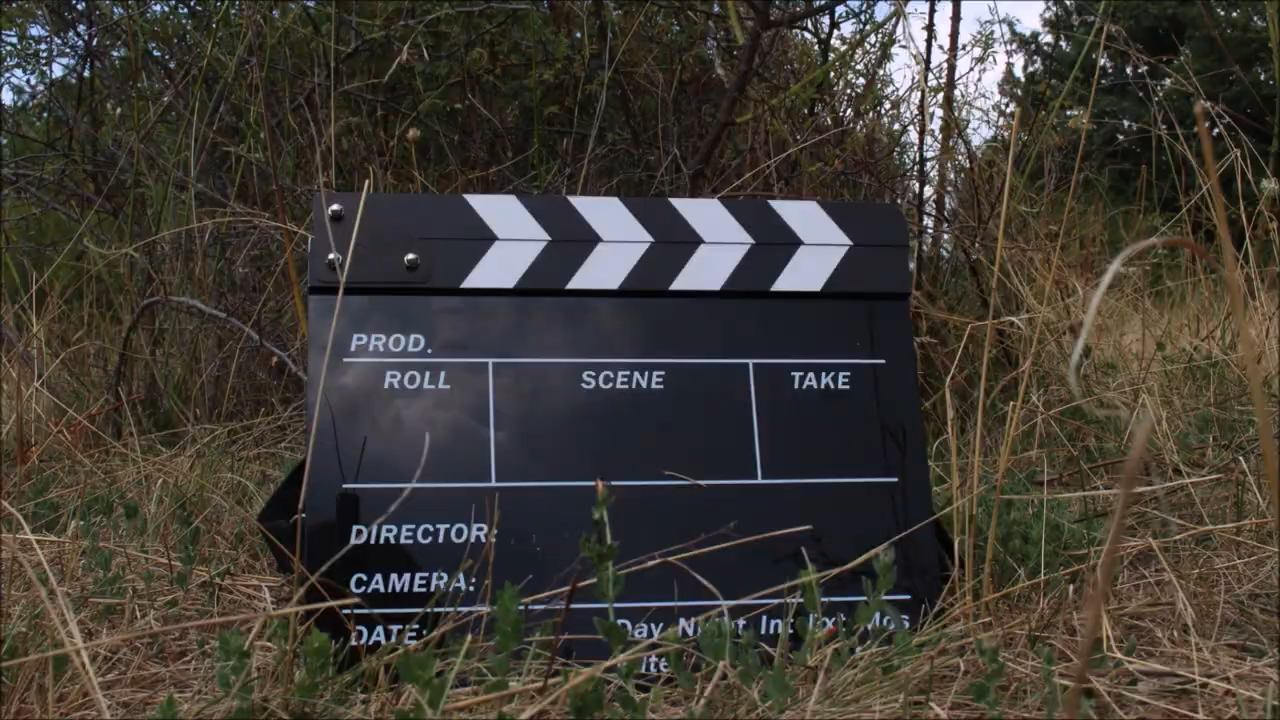 PROD.
ROLL SCENE TAKE
DIRECTOR:
CAMERA:
DATE: Day Night Int Ext Mos